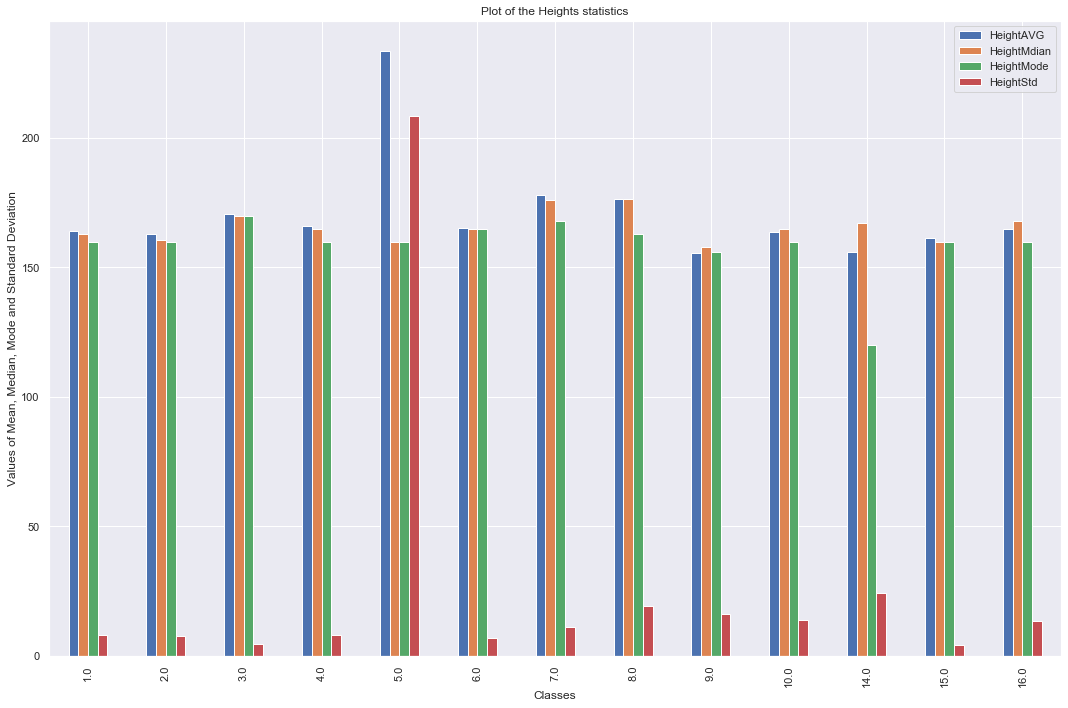 Plot of the Heights statistics
HeightAVG
HeightMdian
HeightMode
HeightStd
Values of Mean, Median, Mode and Standard Deviation
200
150
100
50
0
1.0
2.0
3.0
4.0
5.0
6.0
7.0
8.0
9.0
10.0
14.0
15.0
16.0
Classes